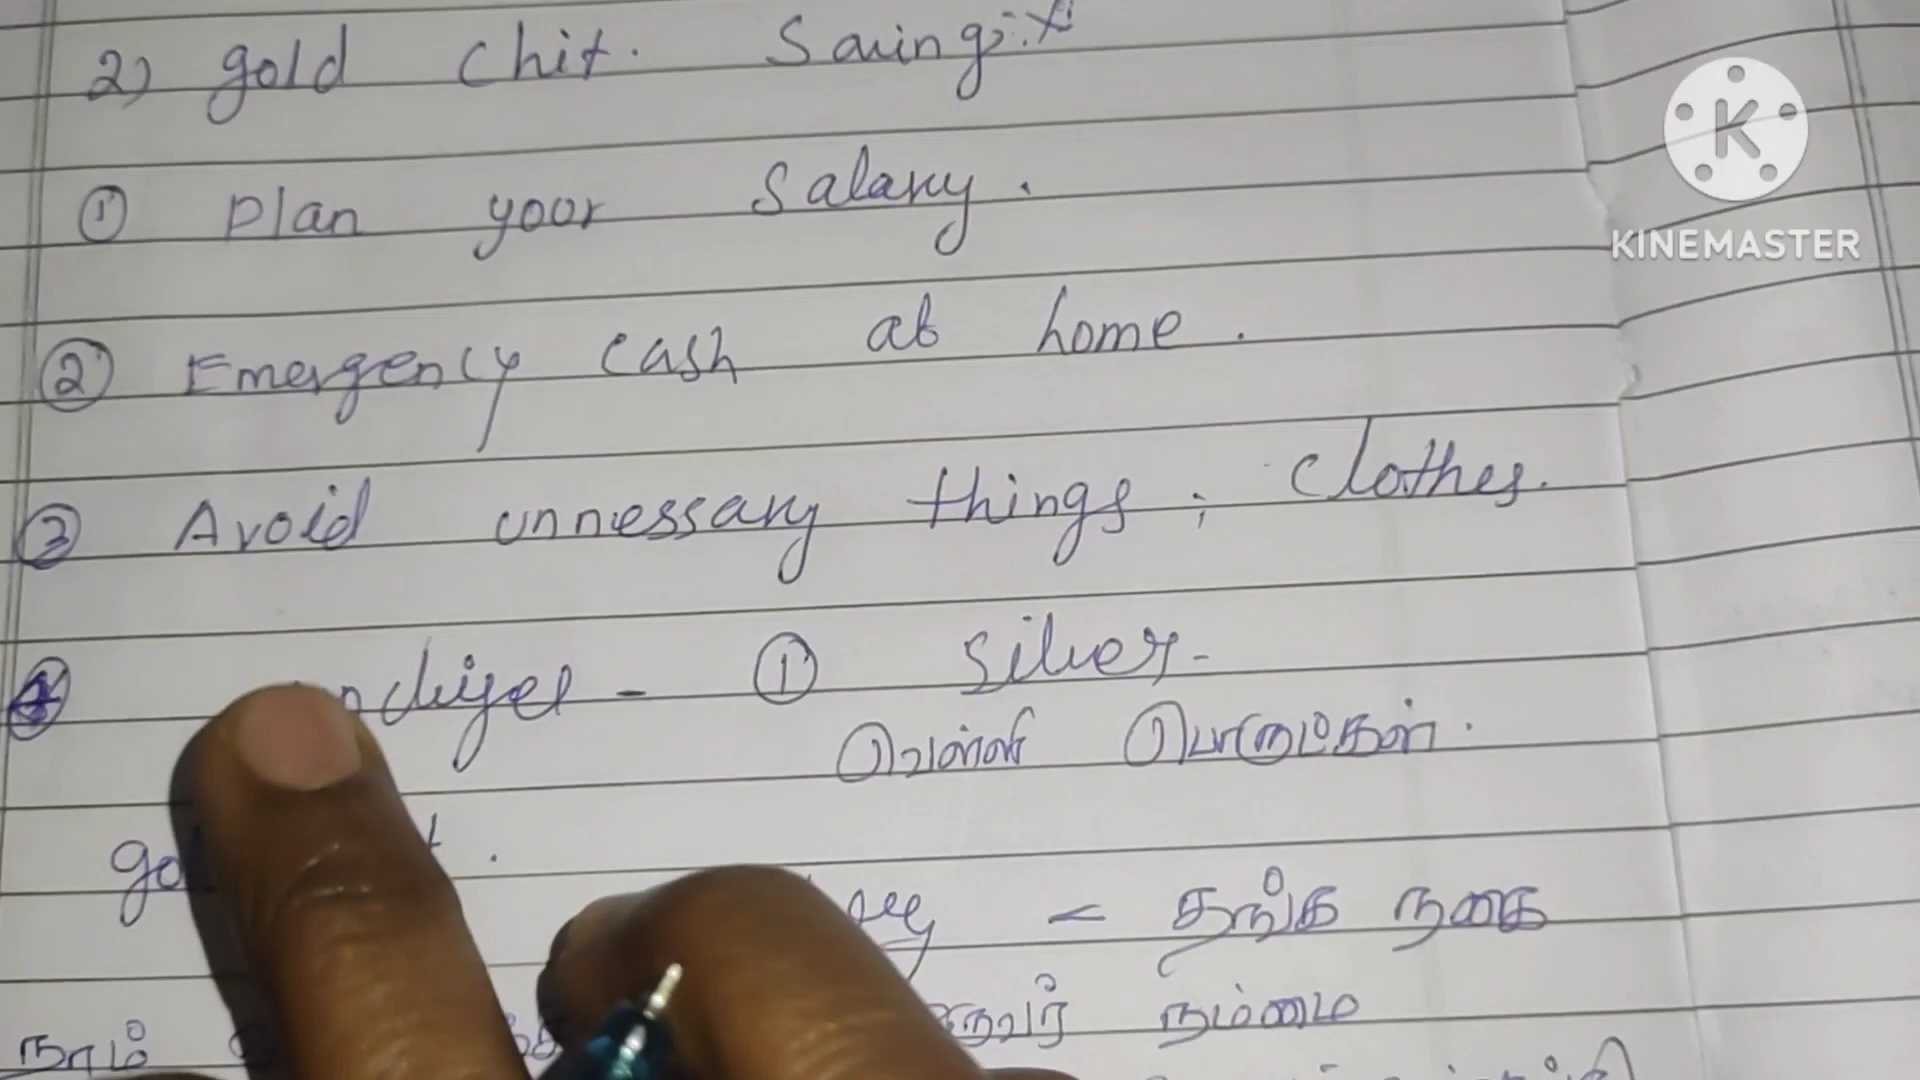 2) gold chit. Saving
① Plan your Salary.
② Emergency cash at home.
③ Avoid unnessary things, clothes.
① Silver-
வெள்ளி பொருட்கள்.
- தங்க நகை
நாம் நம்மை
KINEMASTER